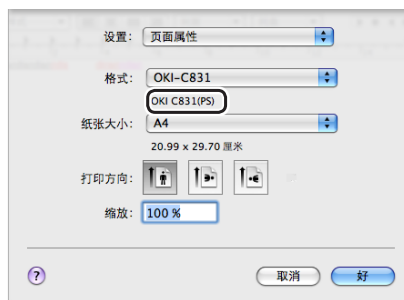 设置: 页面属性
格式: OKI-C831
OKI C831(PS)
纸张大小: A4
20.99 x 29.70 厘米
打印方向:
缩放: 100 %
? 取消 好